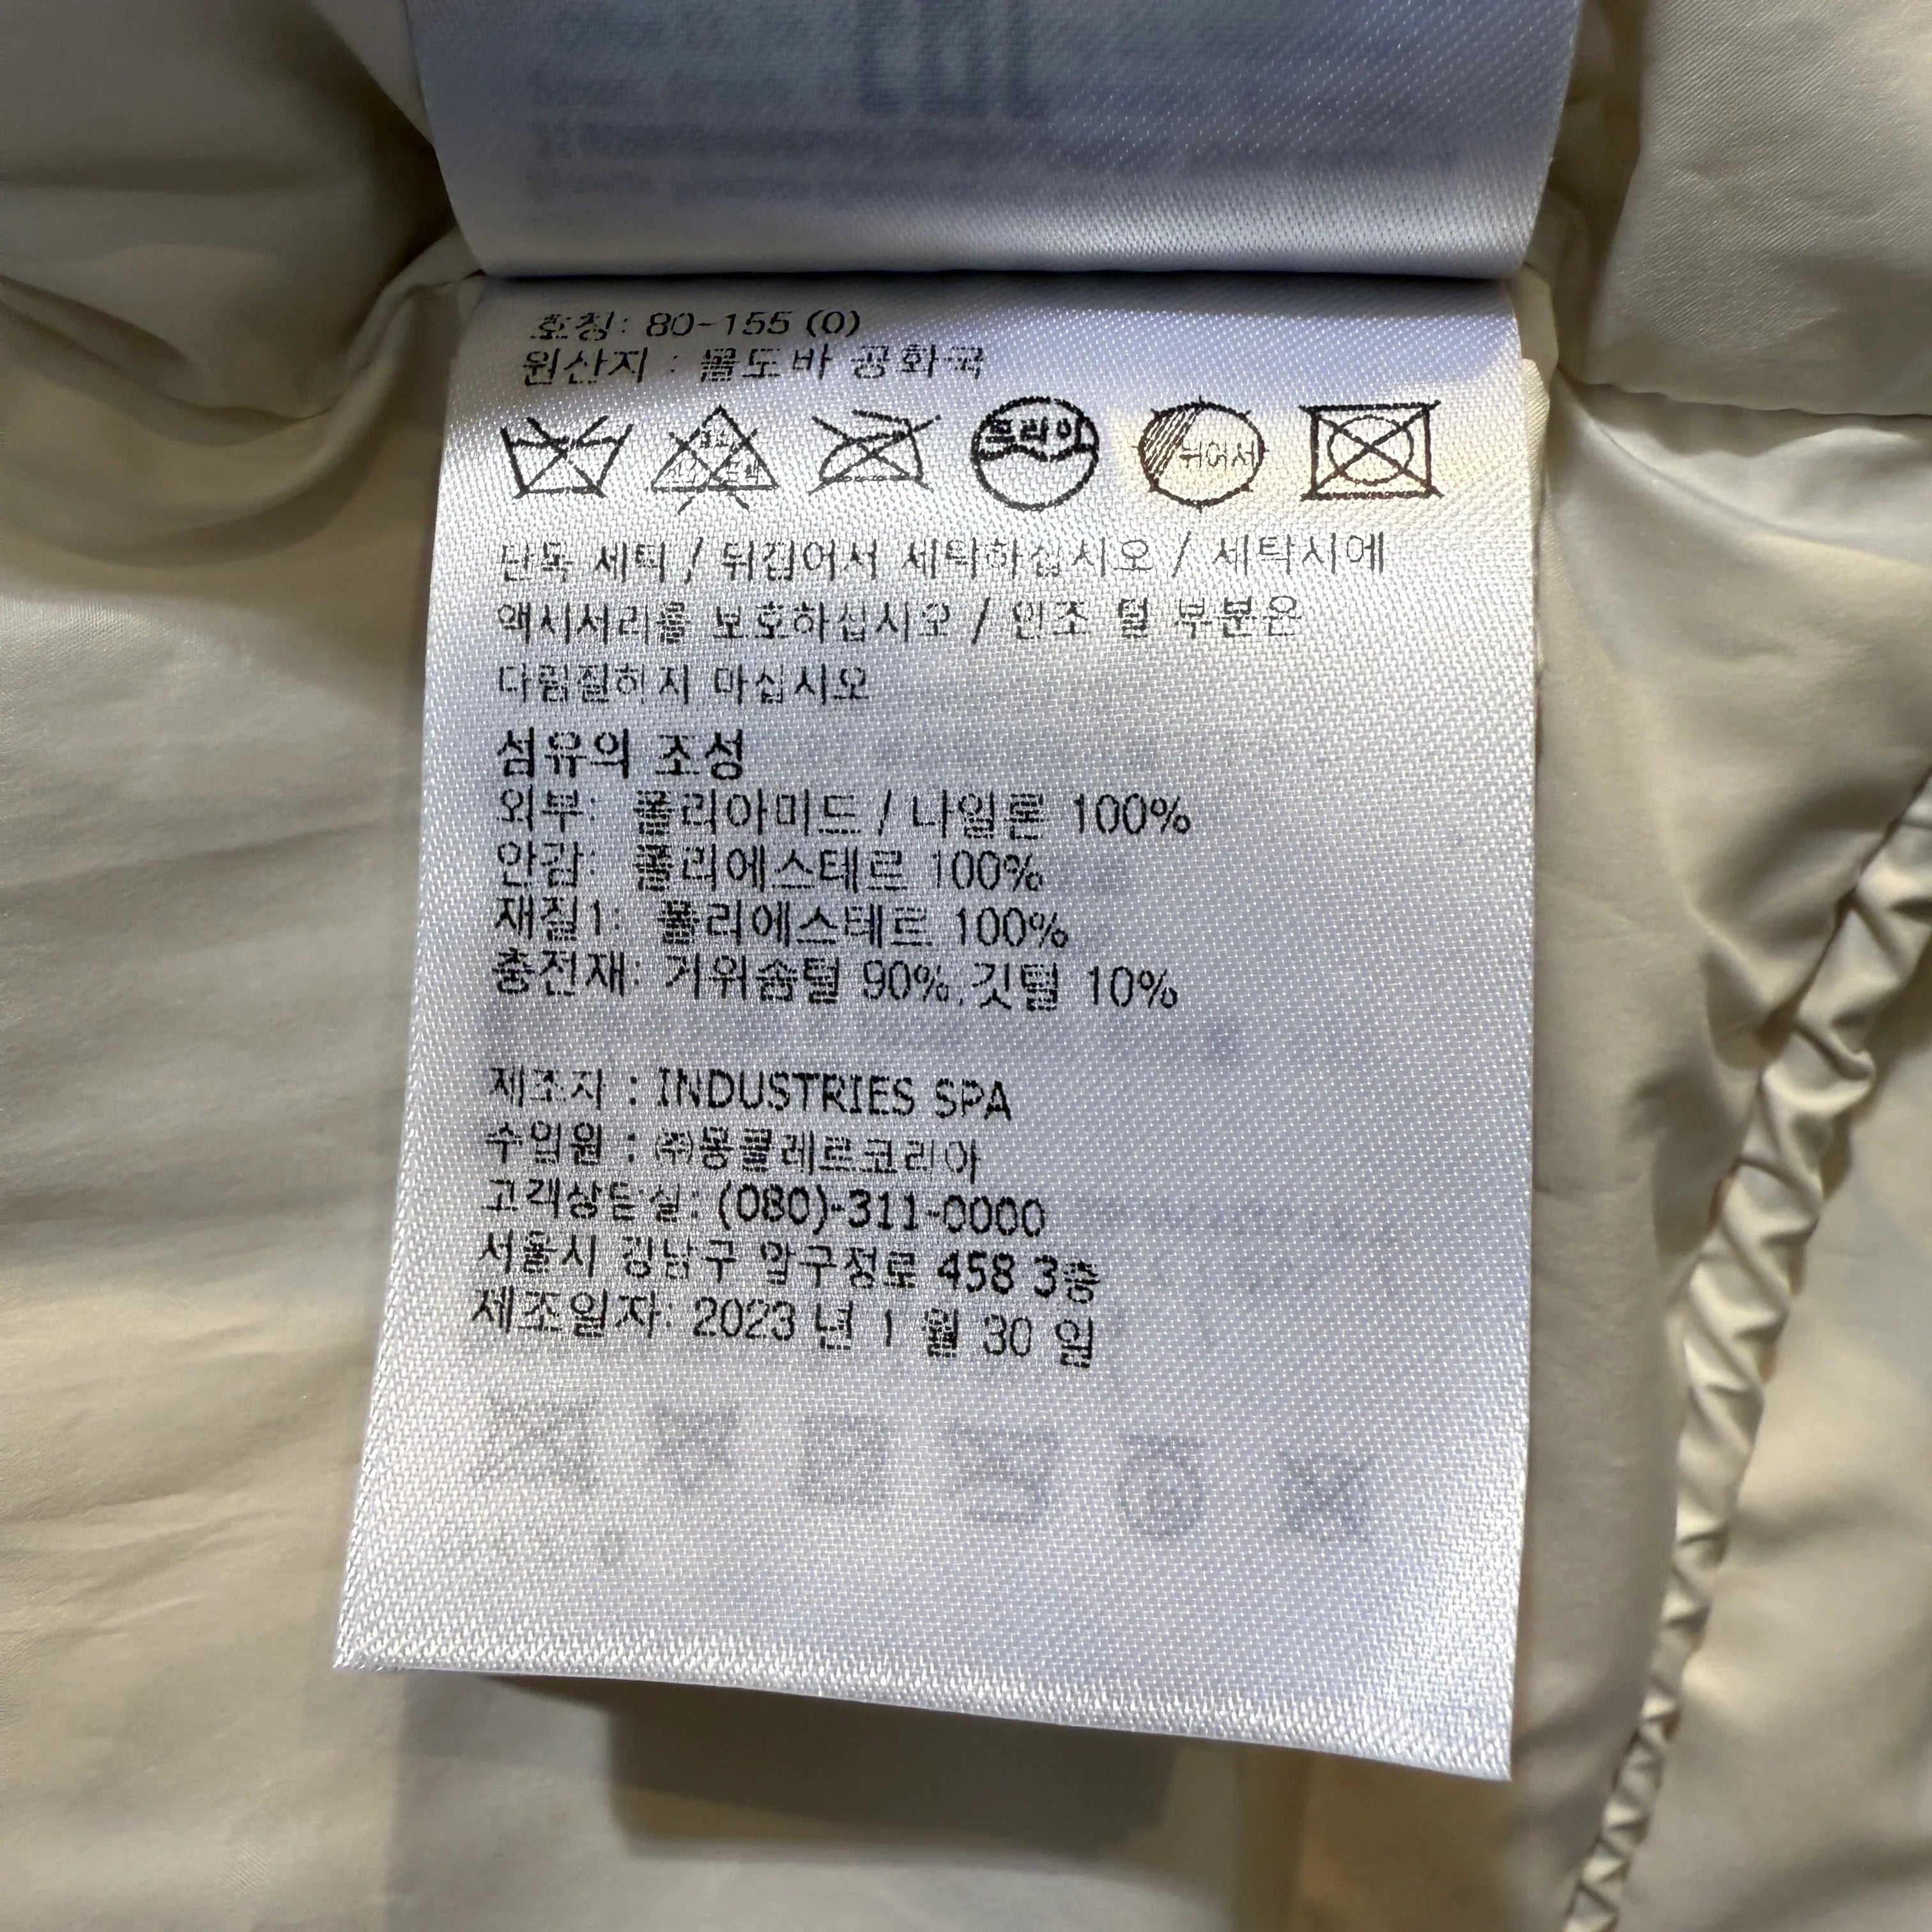 호칭: 80-155 (0)
원산지 : 몰도바 공화국
드라이
뉘어서
단독 세탁 / 뒤집어서 세탁하십시오 / 세탁시에
액시서리를 보호하십시오 / 인조 털 부분은
다림질하지 마십시오
섬유의 조성
외부: 폴리아미드 / 나일론 100%
안감: 폴리에스테르 100%
재질1: 폴리에스테르 100%
충전재: 거위솜털 90%,깃털 10%
제조자 : INDUSTRIES SPA
수입원 : ㈜몽클레르코리아
고객상담실: (080)-311-0000
서울시 강남구 압구정로 458 3층
제조일자: 2023 년 1 월 30 일